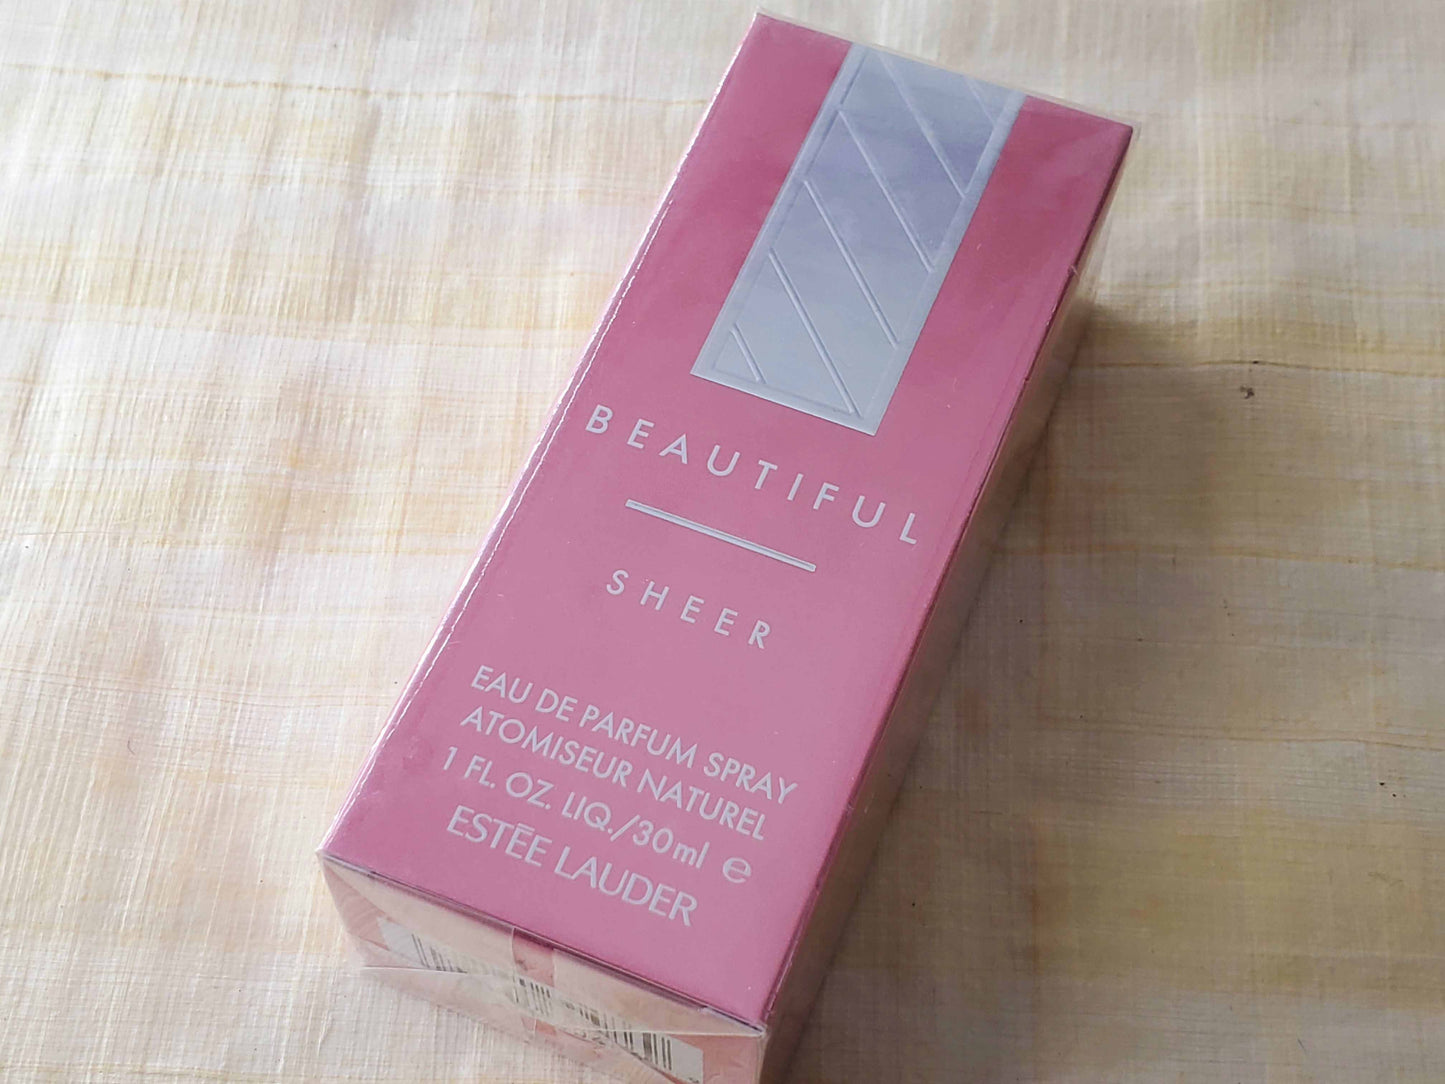 BEAUTIFUL
SHEER
EAU DE PARFUM SPRAY
ATOMISEUR NATUREL
1 FL. OZ. LIQ./30ml ℮
ESTĒE LAUDER